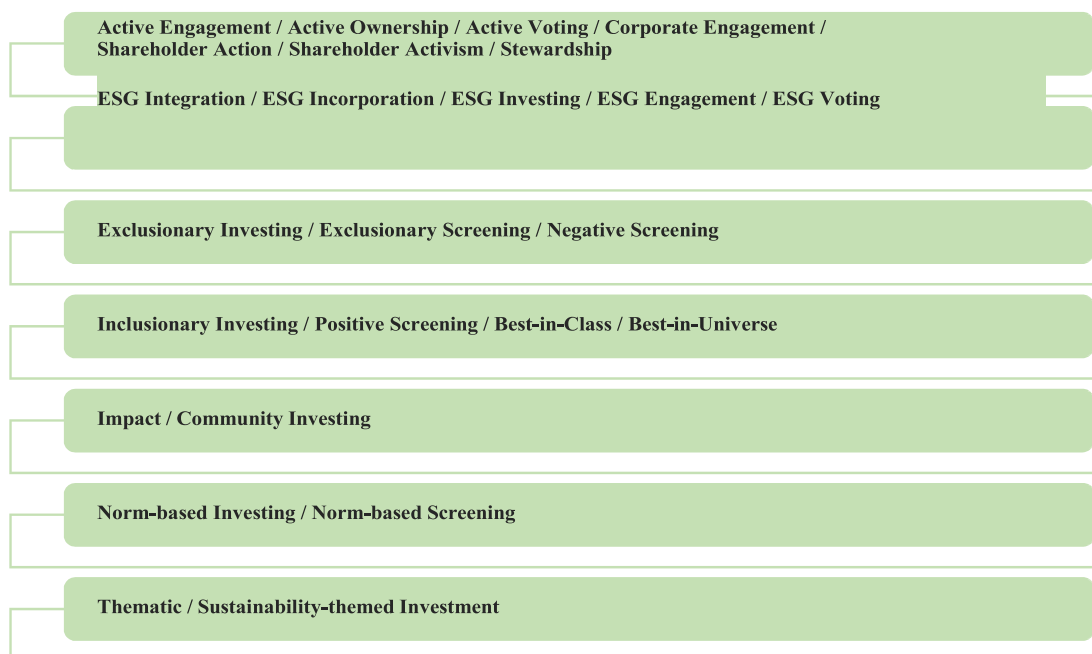 Active Engagement / Active Ownership / Active Voting / Corporate Engagement /
Shareholder Action / Shareholder Activism / Stewardship
ESG Integration / ESG Incorporation / ESG Investing / ESG Engagement / ESG Voting
Exclusionary Investing / Exclusionary Screening / Negative Screening
Inclusionary Investing / Positive Screening / Best-in-Class / Best-in-Universe
Impact / Community Investing
Norm-based Investing / Norm-based Screening
Thematic / Sustainability-themed Investment